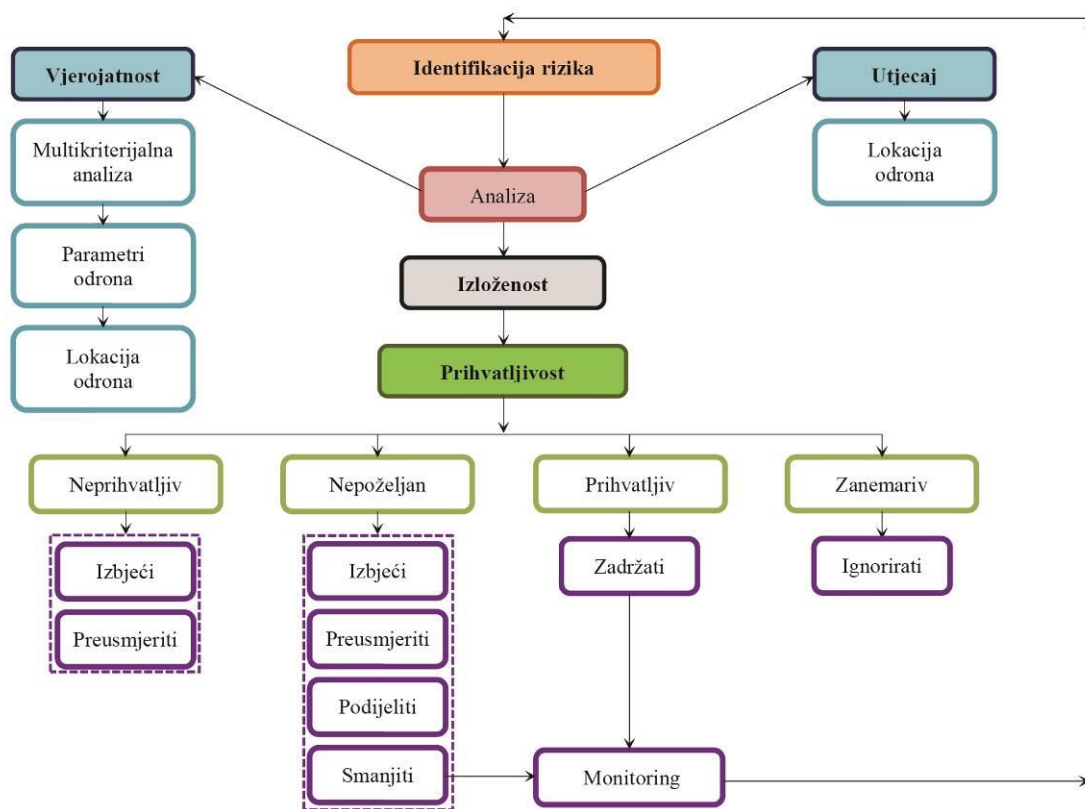 Identifikacija rizika
Vjerojatnost
Utjecaj
Multikriterijalna
analiza
Lokacija
odrona
Analiza
Parametri
odrona
Izloženost
Lokacija
odrona
Prihvatljivost
Neprihvatljiv
Nepoželjan
Prihvatljiv
Zanemariv
Izbjeći
Izbjeći
Zadržati
Ignorirati
Preusmjeriti
Preusmjeriti
Podijeliti
Smanjiti
Monitoring